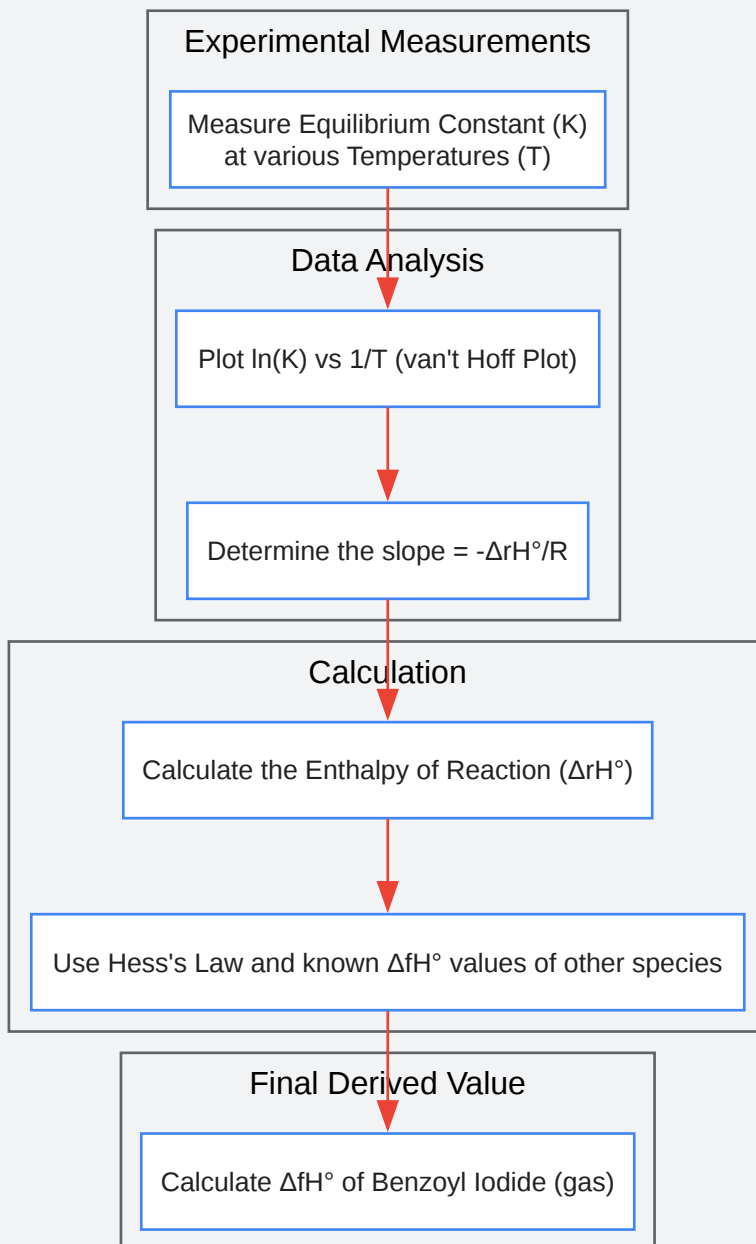 Experimental Measurements
Measure Equilibrium Constant (K)
at various Temperatures (T)
Data Analysis
Plot ln(K) vs 1/T (van't Hoff Plot)
Determine the slope = -ΔrH°/R
Calculation
Calculate the Enthalpy of Reaction (ΔrH°)
Use Hess's Law and known ΔfH° values of other species
Final Derived Value
Calculate ΔfH° of Benzoyl Iodide (gas)